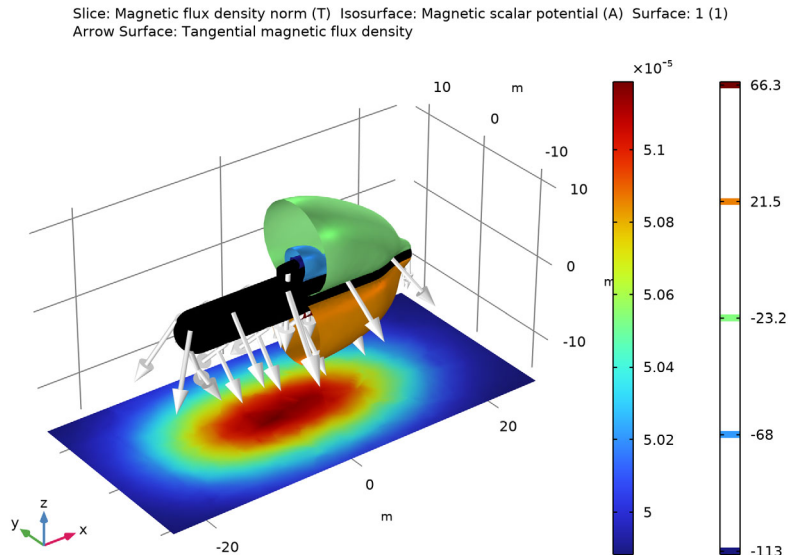 Slice: Magnetic flux density norm (T)  Isosurface: Magnetic scalar potential (A)  Surface: 1 (1)
Arrow Surface: Tangential magnetic flux density
×10⁻⁵
10
m
0
-10
10
0
m
-10
20
0
m
-20
z
y
x
5.1
5.08
5.06
5.04
5.02
5
66.3
21.5
-23.2
-68
-113